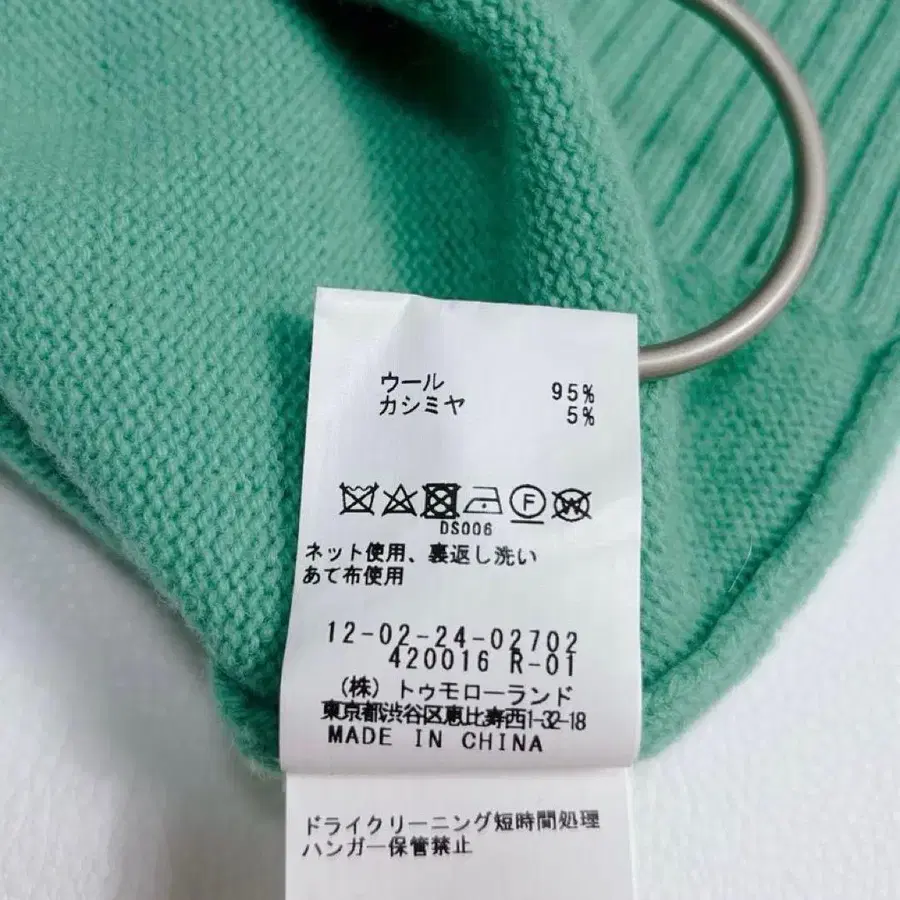 ウール 95%
カシミヤ 5%
F W
DS006
ネット使用、裏返し洗い
あて布使用
12-02-24-02702
420016 R-01
(株) トゥモローランド
東京都渋谷区恵比寿西1-32-18
MADE IN CHINA
ドライクリーニング短時間処理
ハンガー保管禁止